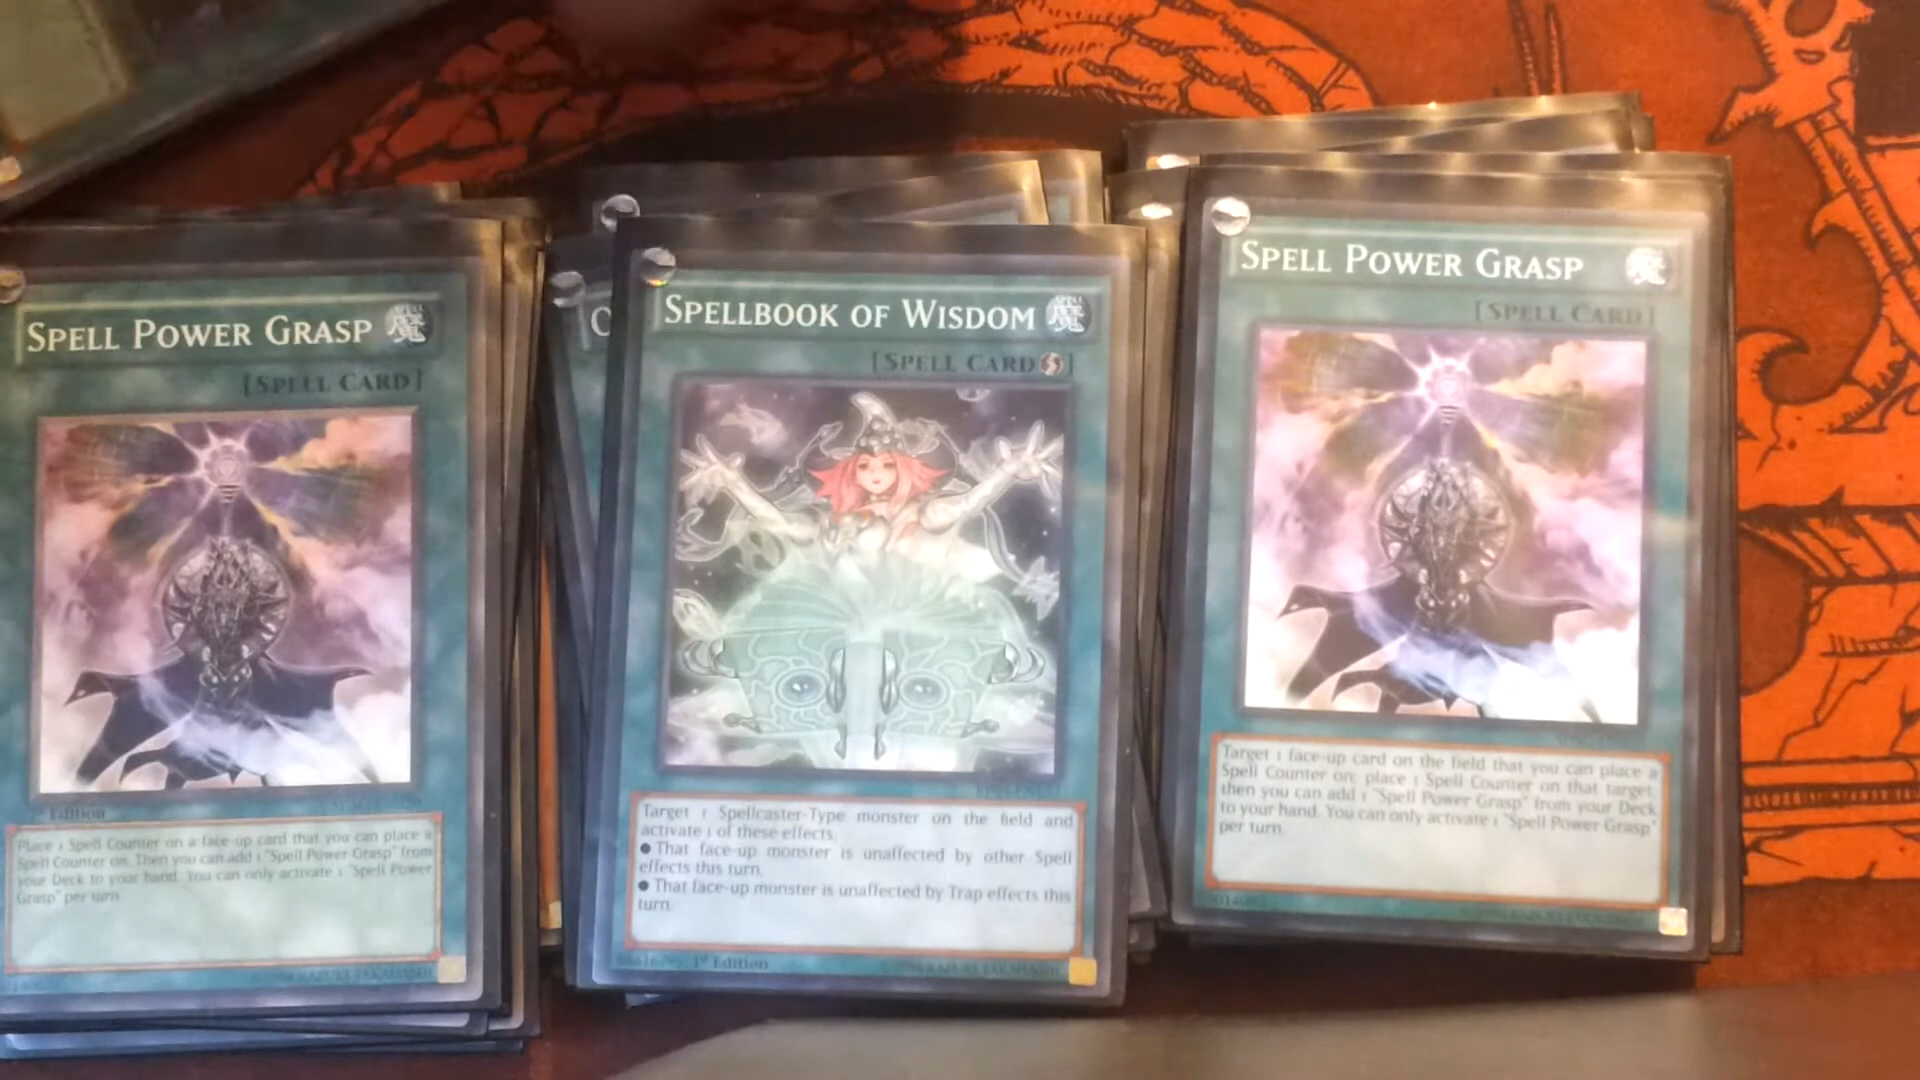 SPELL POWER GRASP
[SPELL CARD]
Edition
Place 1 Spell Counter on a face-up card that you can place a
Spell Counter on. Then you can add 1 "Spell Power Grasp" from
your Deck to your hand. You can only activate 1 "Spell Power
Grasp" per turn.
SPELLBOOK OF WISDOM
[SPELL CARD]
Target 1 Spellcaster-Type monster on the field and
activate 1 of these effects.
● That face-up monster is unaffected by other Spell
effects this turn.
● That face-up monster is unaffected by Trap effects this
turn.
1st Edition
KAZUKI TAKAHASHI
SPELL POWER GRASP
[SPELL CARD]
Target 1 face-up card on the field that you can place a
Spell Counter on; place 1 Spell Counter on that target,
then you can add 1 "Spell Power Grasp" from your Deck
to your hand. You can only activate 1 "Spell Power Grasp"
per turn.